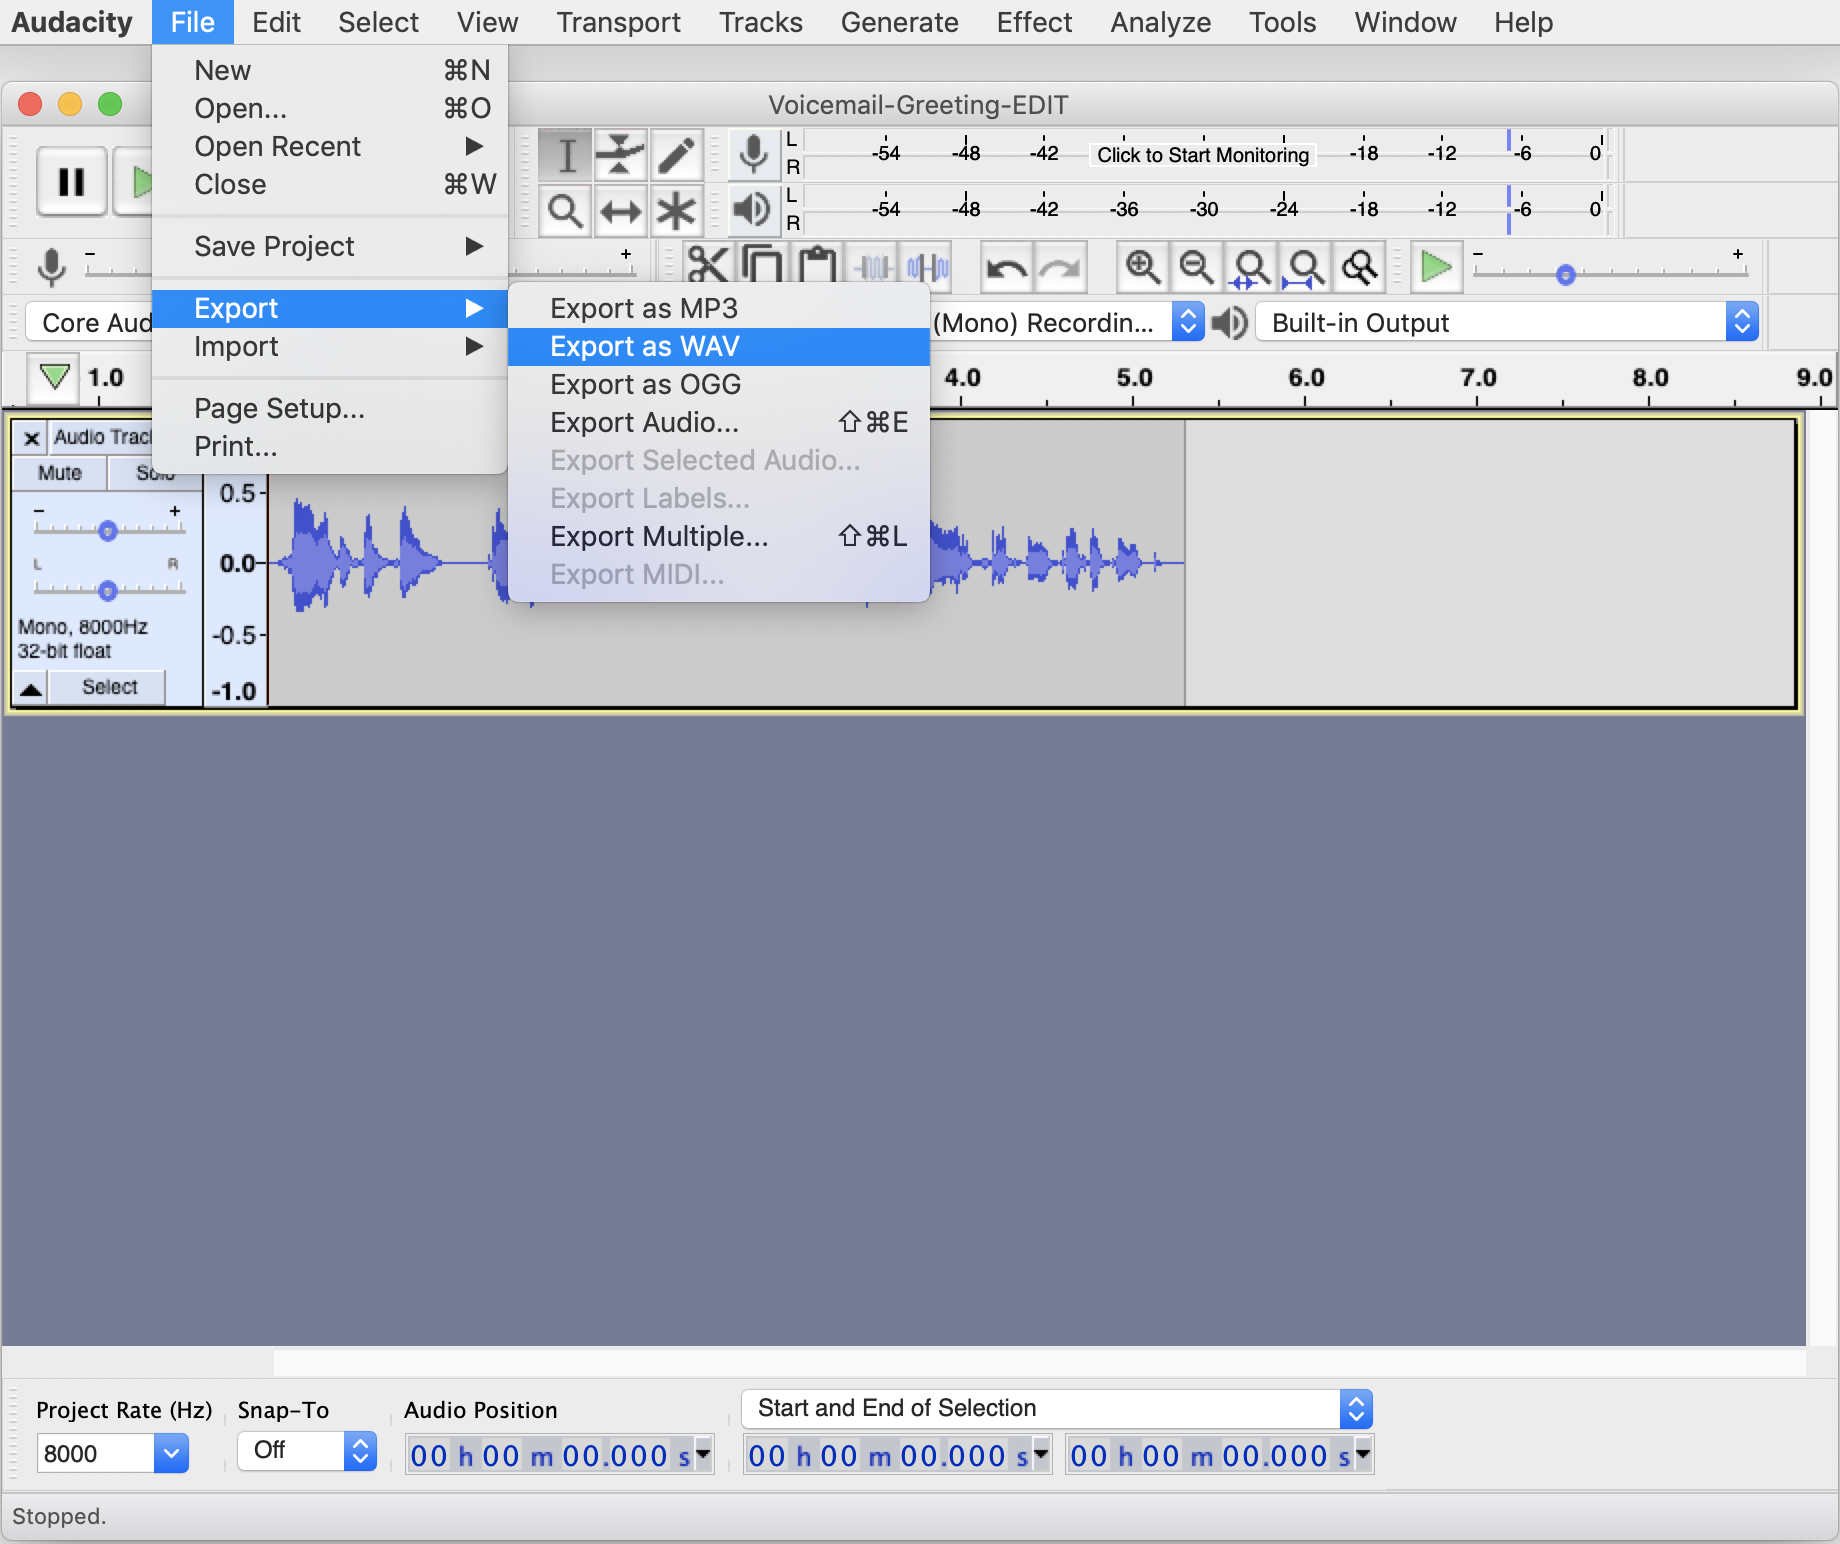 Audacity File Edit Select View Transport Tracks Generate Effect Analyze Tools Window Help
Voicemail-Greeting-EDIT
New ⌘N
Open... ⌘O
Open Recent
Close ⌘W
Save Project
Export
Import
Page Setup...
Print...
Export as MP3
Export as WAV
Export as OGG
Export Audio... ⇧⌘E
Export Selected Audio...
Export Labels...
Export Multiple... ⇧⌘L
Export MIDI...
L
R
-54 -48 -42 Click to Start Monitoring -18 -12 -6 0
L
R
-54 -48 -42 -36 -30 -24 -18 -12 -6 0
- + - +
Core Aud (Mono) Recordin... Built-in Output
1.0 4.0 5.0 6.0 7.0 8.0 9.0
x Audio Trac
Mute Solo
- +
L R
Mono, 8000Hz
32-bit float
Select
0.5
0.0
-0.5
-1.0
Project Rate (Hz) Snap-To Audio Position Start and End of Selection
8000 Off 00 h 00 m 00.000 s 00 h 00 m 00.000 s 00 h 00 m 00.000 s
Stopped.